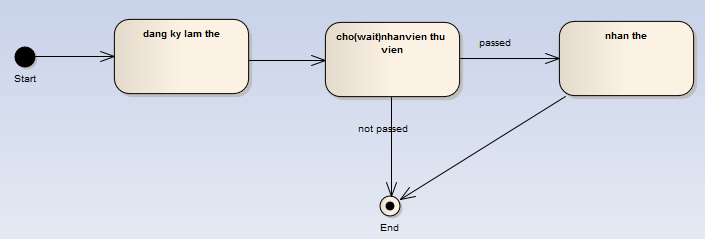 dang ky lam the
cho(wait)nhanvien thu
vien
passed
nhan the
Start
not passed
End